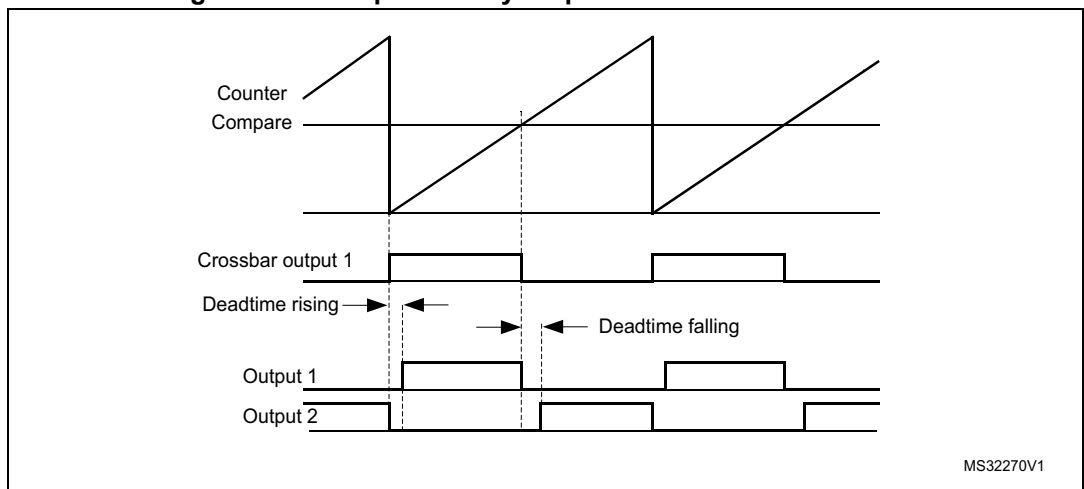 Counter
Compare
Crossbar output 1
Deadtime rising
Deadtime falling
Output 1
Output 2
MS32270V1